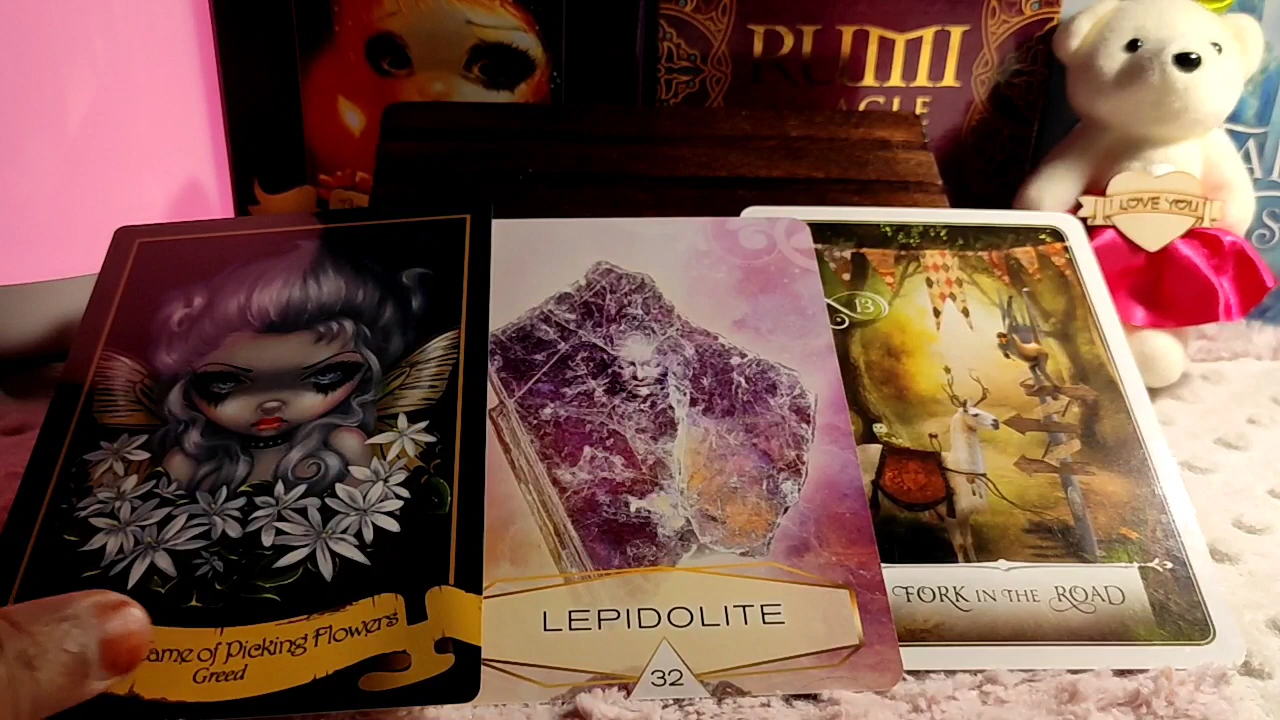 RUMI
I LOVE YOU
13
ame of Picking Flowers
Greed
LEPIDOLITE
32
FORK IN THE ROAD